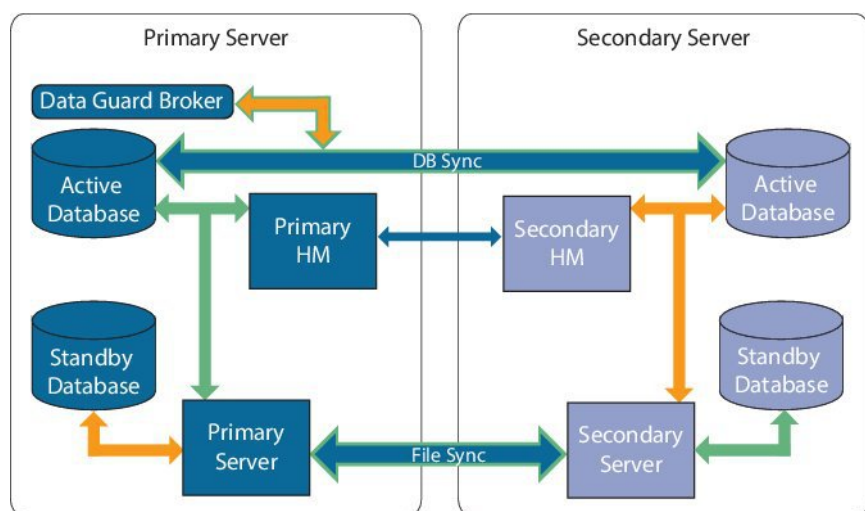 Primary Server
Secondary Server
Data Guard Broker
DB Sync
Active
Database
Active
Database
Primary
HM
Secondary
HM
Standby
Database
Standby
Database
Primary
Server
File Sync
Secondary
Server